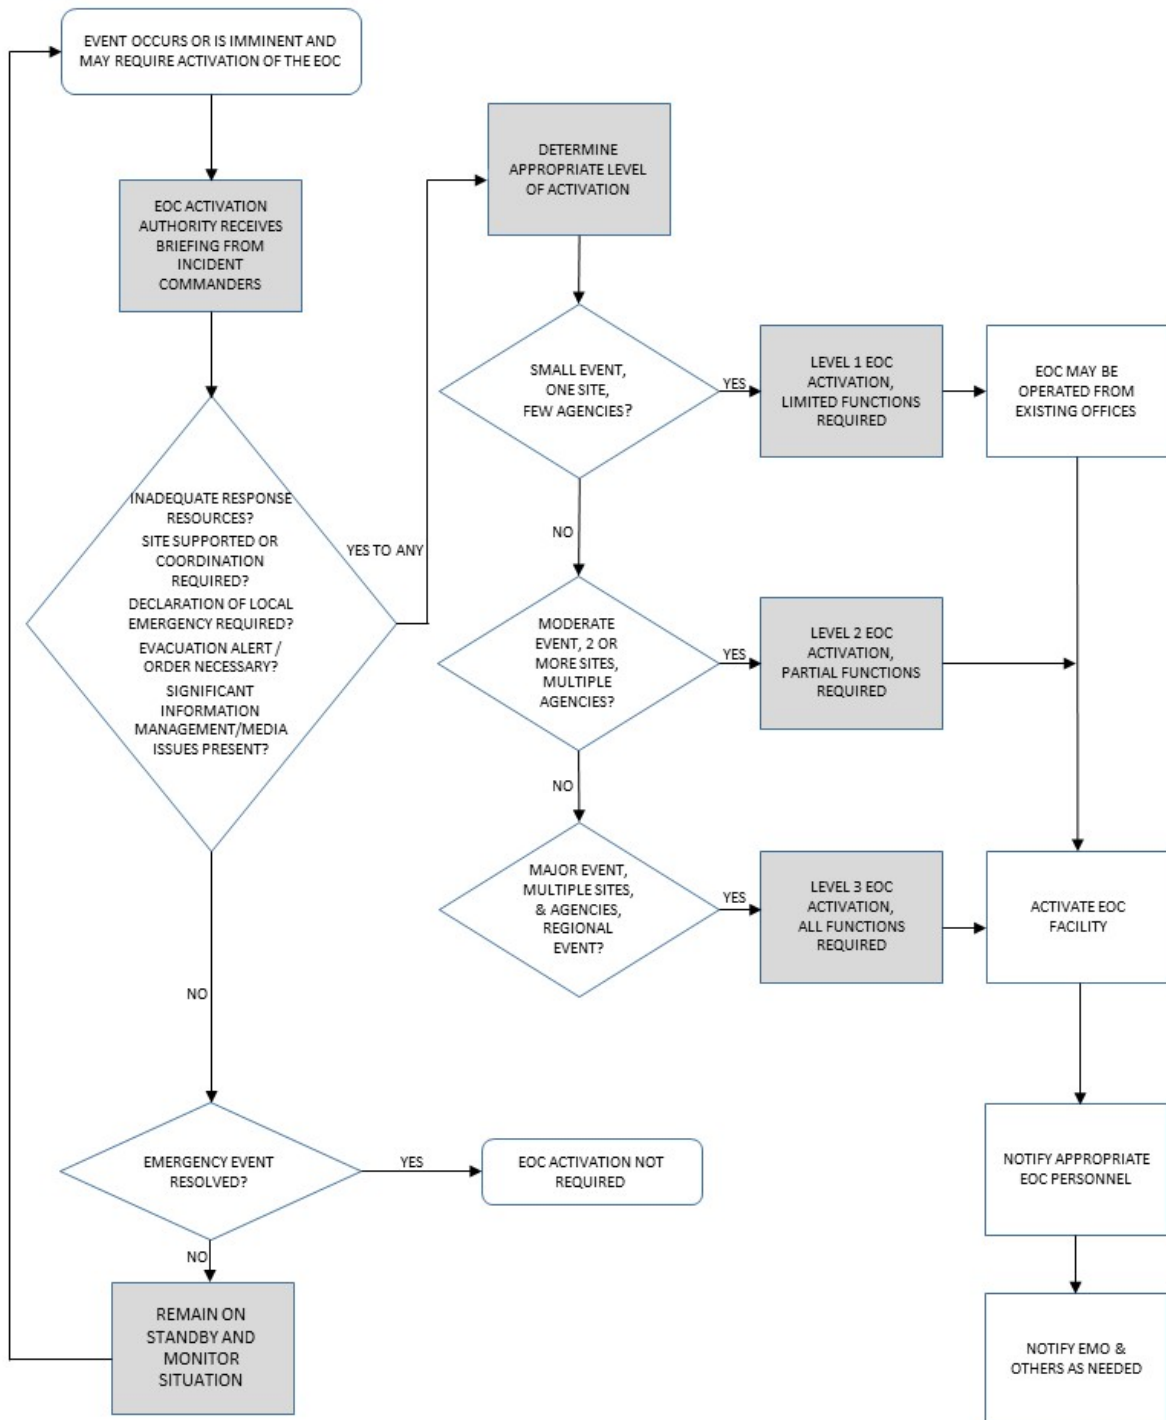 EVENT OCCURS OR IS IMMINENT AND
MAY REQUIRE ACTIVATION OF THE EOC
EOC ACTIVATION
AUTHORITY RECEIVES
BRIEFING FROM
INCIDENT
COMMANDERS
INADEQUATE RESPONSE
RESOURCES?
SITE SUPPORTED OR
COORDINATION
REQUIRED?
DECLARATION OF LOCAL
EMERGENCY REQUIRED?
EVACUATION ALERT /
ORDER NECESSARY?
SIGNIFICANT
INFORMATION
MANAGEMENT/MEDIA
ISSUES PRESENT?
YES TO ANY
NO
EMERGENCY EVENT
RESOLVED?
YES
EOC ACTIVATION NOT
REQUIRED
NO
REMAIN ON
STANDBY AND
MONITOR
SITUATION
DETERMINE
APPROPRIATE LEVEL
OF ACTIVATION
SMALL EVENT,
ONE SITE,
FEW AGENCIES?
YES
LEVEL 1 EOC
ACTIVATION,
LIMITED FUNCTIONS
REQUIRED
EOC MAY BE
OPERATED FROM
EXISTING OFFICES
NO
MODERATE
EVENT, 2 OR
MORE SITES,
MULTIPLE
AGENCIES?
YES
LEVEL 2 EOC
ACTIVATION,
PARTIAL FUNCTIONS
REQUIRED
NO
MAJOR EVENT,
MULTIPLE SITES,
& AGENCIES,
REGIONAL
EVENT?
YES
LEVEL 3 EOC
ACTIVATION,
ALL FUNCTIONS
REQUIRED
ACTIVATE EOC
FACILITY
NOTIFY APPROPRIATE
EOC PERSONNEL
NOTIFY EMO &
OTHERS AS NEEDED